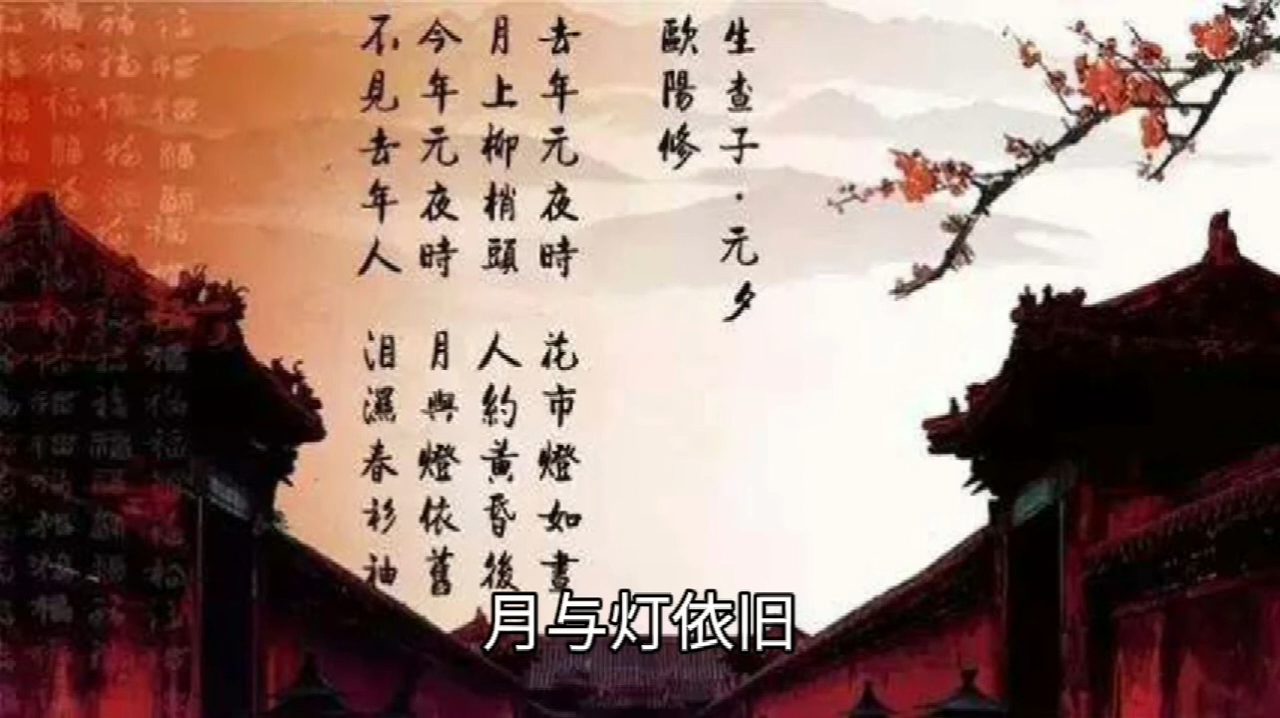 生查子·元夕
歐陽修
去年元夜時 花市燈如晝
月上柳梢頭 人約黃昏後
今年元夜時 月與燈依舊
不見去年人 泪濕春衫袖
月与灯依旧